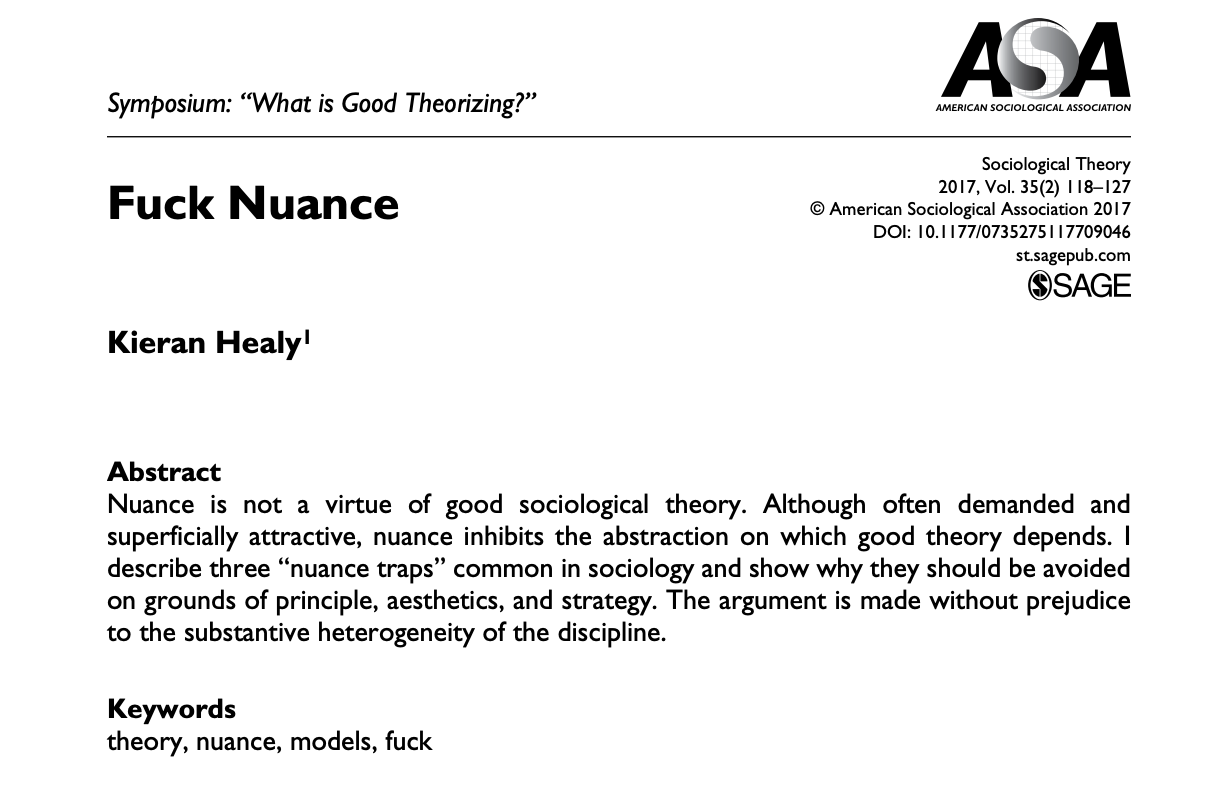 Symposium: “What is Good Theorizing?”
ASA
AMERICAN SOCIOLOGICAL ASSOCIATION
Sociological Theory
2017, Vol. 35(2) 118–127
© American Sociological Association 2017
DOI: 10.1177/0735275117709046
st.sagepub.com
SAGE
Fuck Nuance
Kieran Healy1
Abstract
Nuance is not a virtue of good sociological theory. Although often demanded and
superficially attractive, nuance inhibits the abstraction on which good theory depends. I
describe three “nuance traps” common in sociology and show why they should be avoided
on grounds of principle, aesthetics, and strategy. The argument is made without prejudice
to the substantive heterogeneity of the discipline.
Keywords
theory, nuance, models, fuck